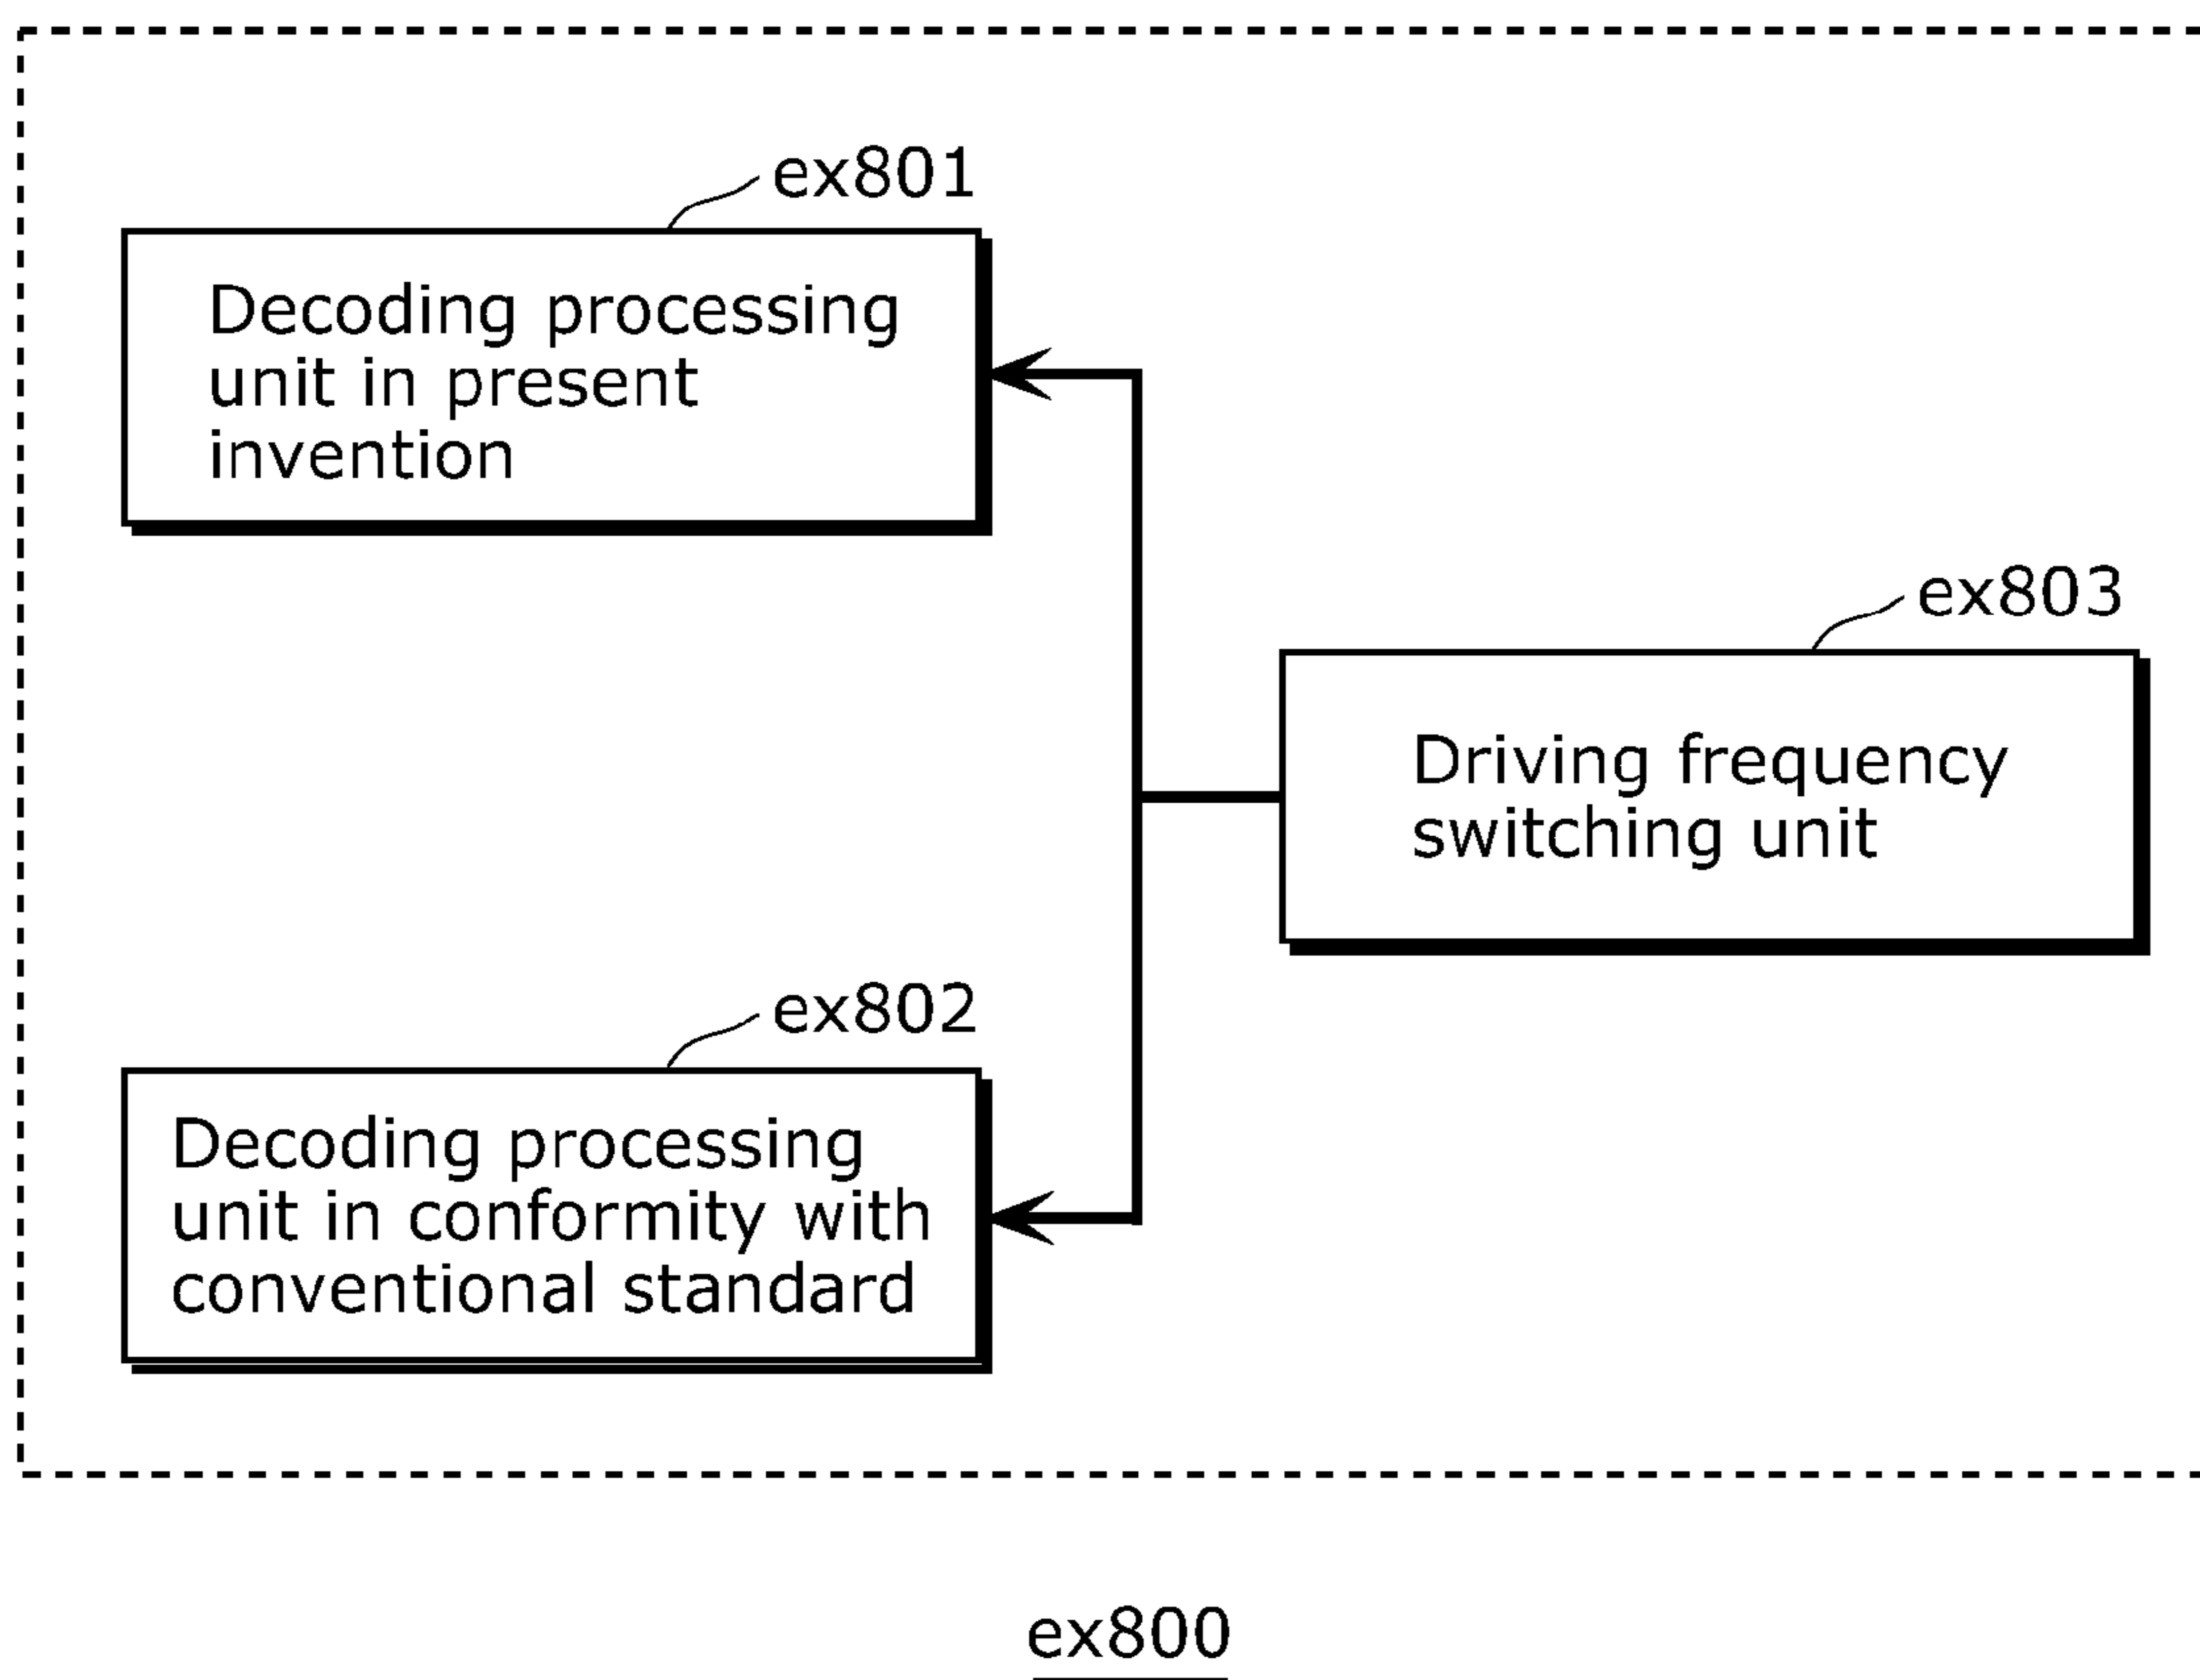 ex801
Decoding processing
unit in present
invention
ex803
Driving frequency
switching unit
ex802
Decoding processing
unit in conformity with
conventional standard
ex800